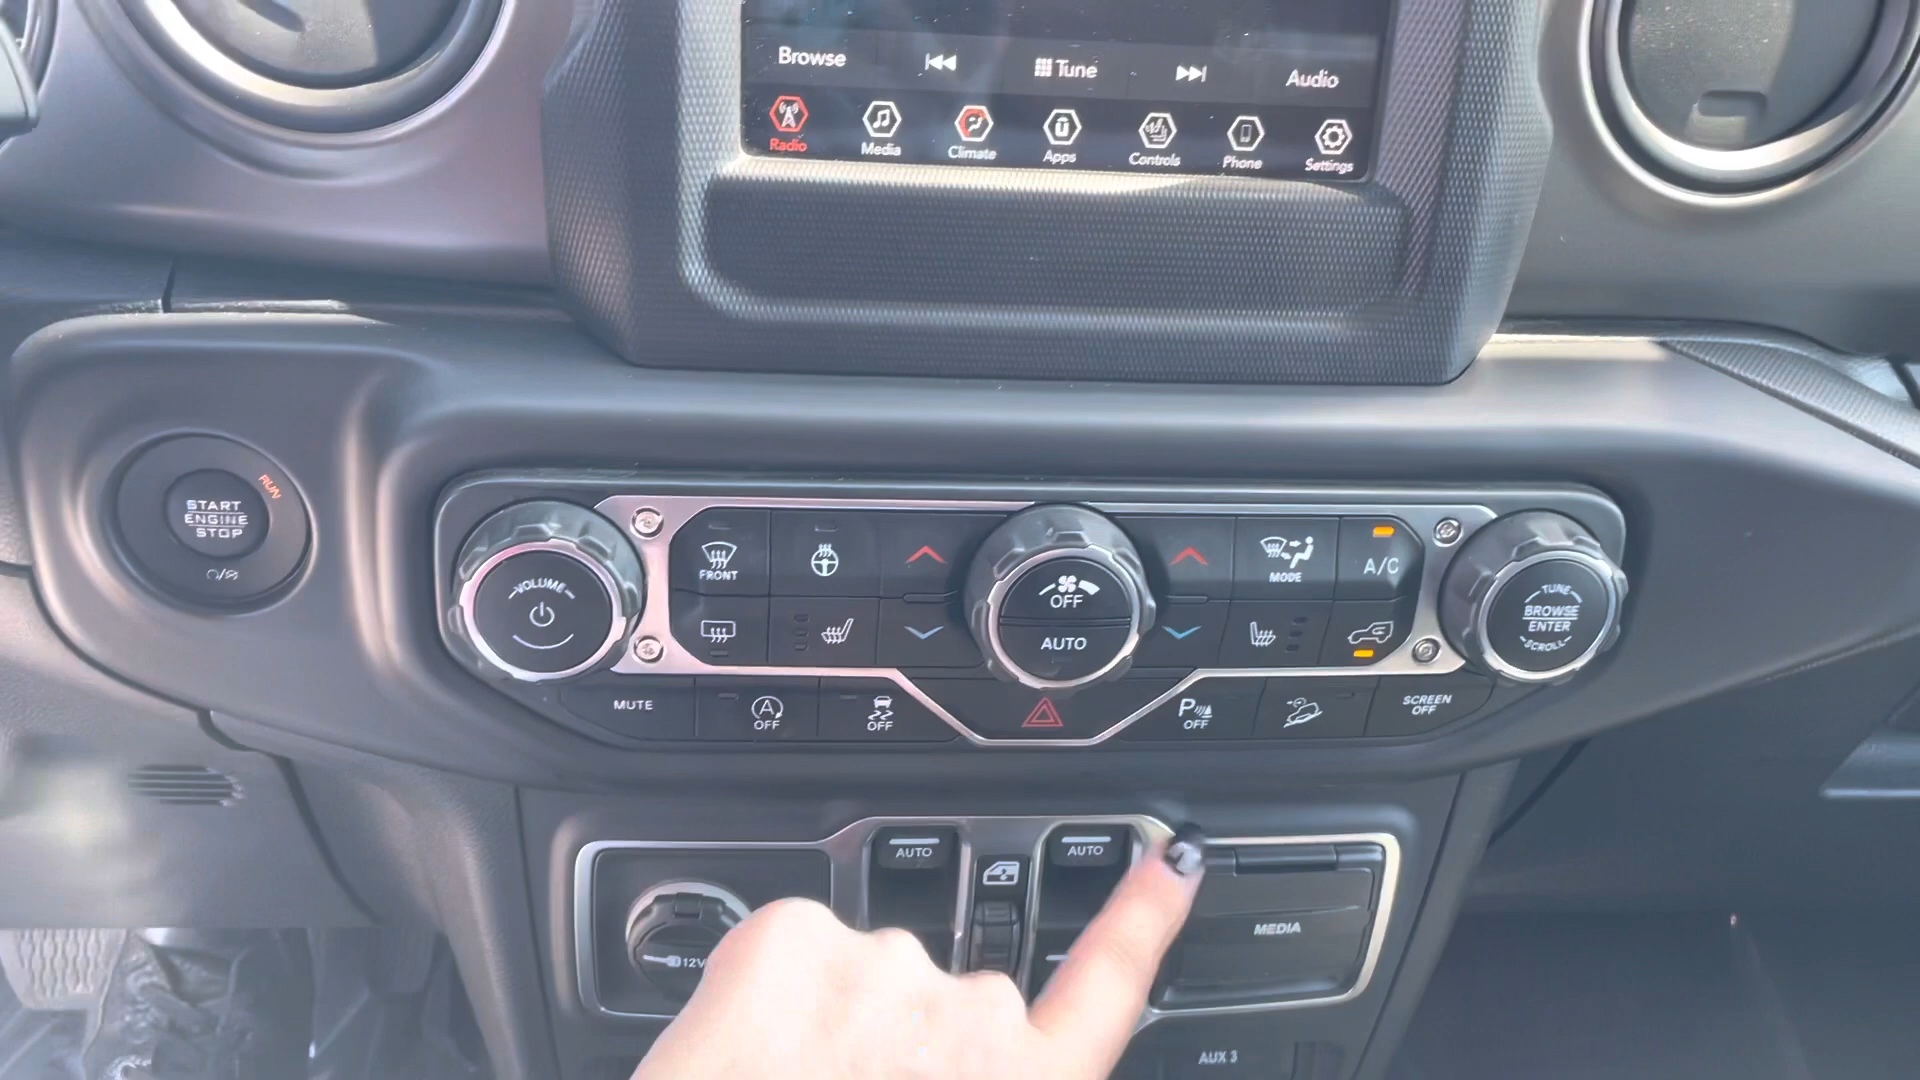 Browse
Tune
Audio
Radio
Media
Climate
Apps
Controls
Phone
Settings
START
ENGINE
STOP
RUN
VOLUME
FRONT
OFF
AUTO
MODE
A/C
TUNE
BROWSE
ENTER
SCROLL
MUTE
A
OFF
OFF
P
OFF
SCREEN
OFF
AUTO
AUTO
12V
MEDIA
AUX 3